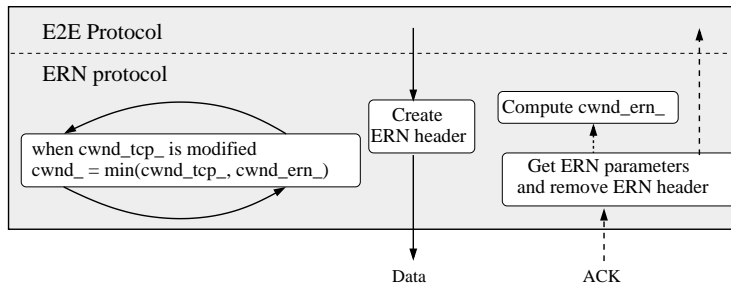 E2E Protocol
ERN protocol
when cwnd_tcp_ is modified
cwnd_ = min(cwnd_tcp_, cwnd_ern_)
Create
ERN header
Compute cwnd_ern_
Get ERN parameters
and remove ERN header
Data
ACK